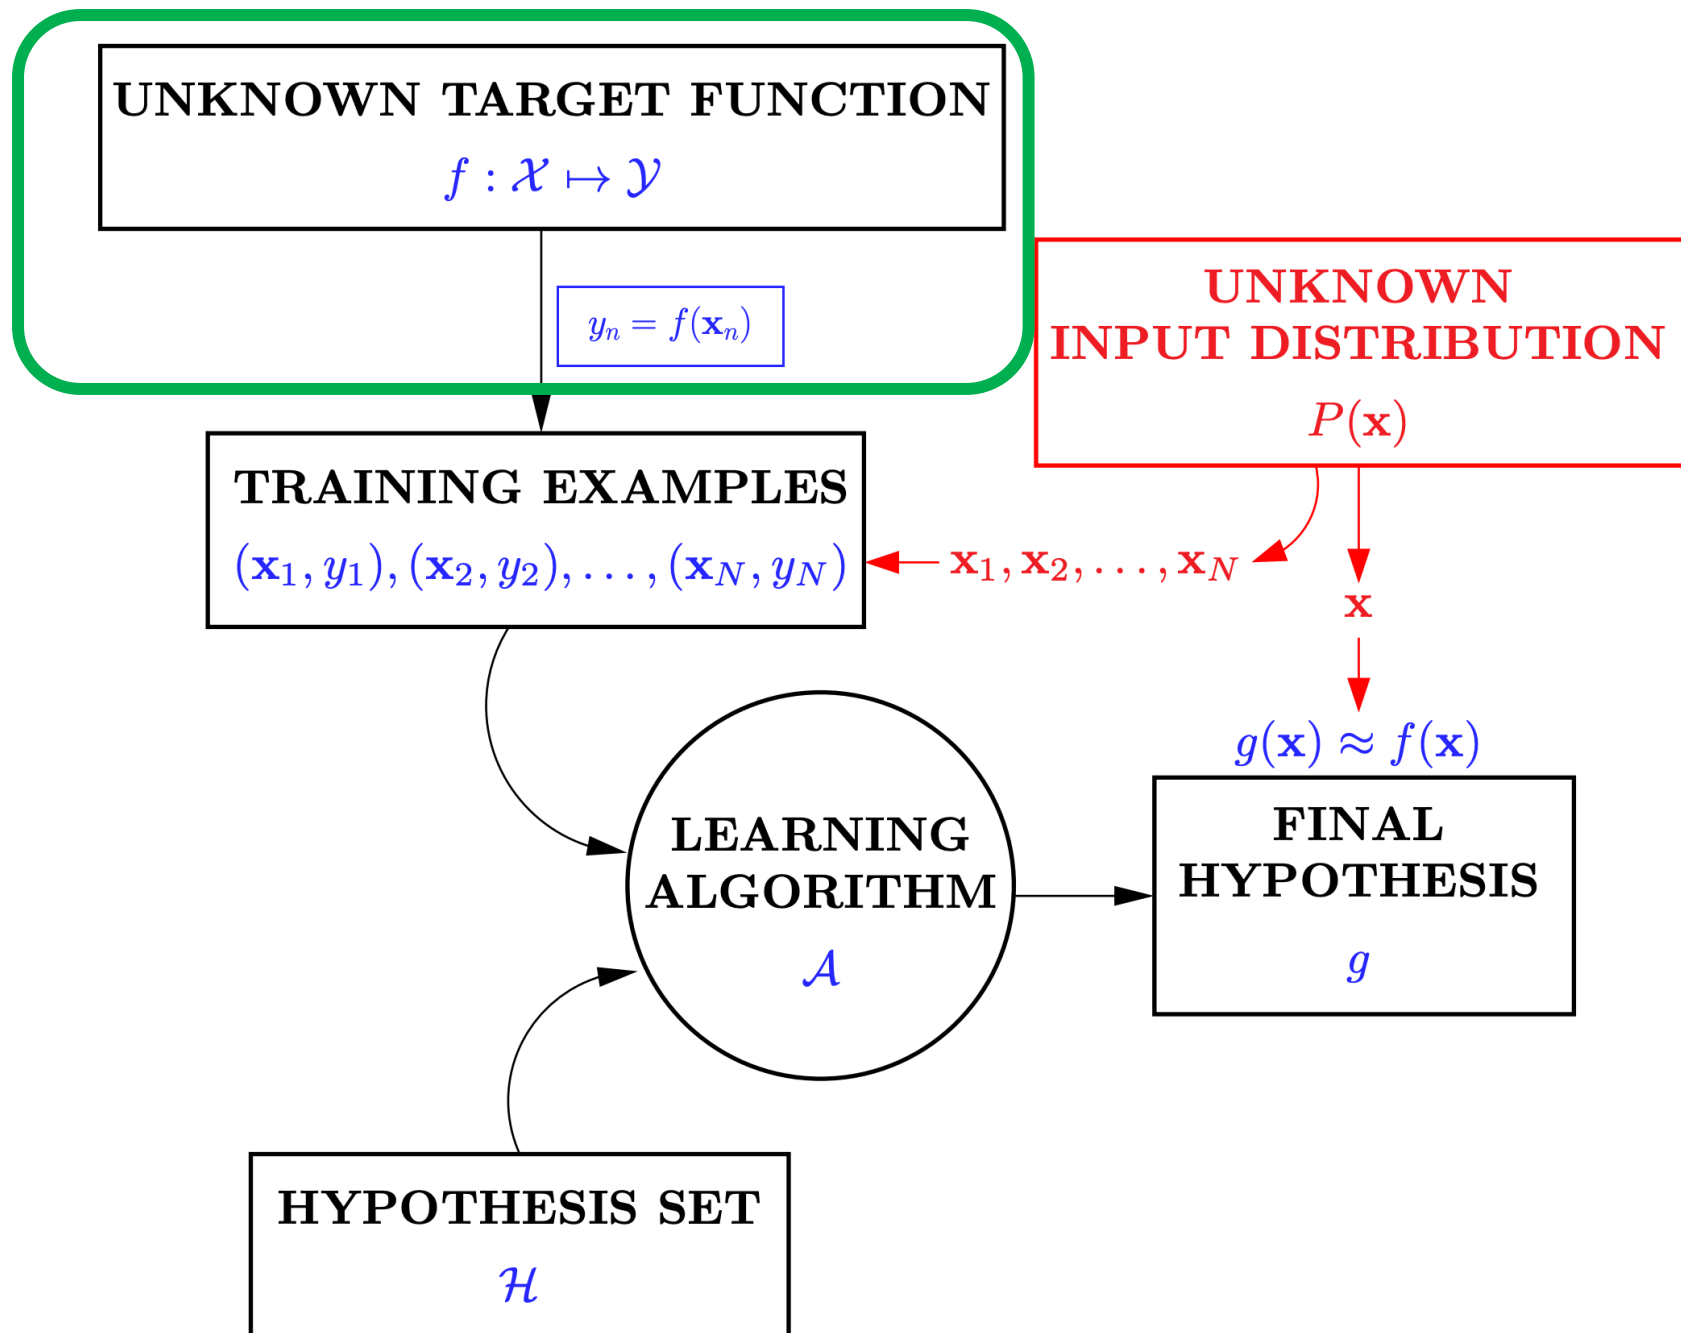 UNKNOWN TARGET FUNCTION
f : 𝒳 ↦ 𝒴
yₙ = f(𝐱ₙ)
UNKNOWN
INPUT DISTRIBUTION
P(𝐱)
TRAINING EXAMPLES
(𝐱₁, y₁), (𝐱₂, y₂), . . . , (𝐱_N, y_N)
𝐱₁, 𝐱₂, . . . , 𝐱_N
𝐱
g(𝐱) ≈ f(𝐱)
LEARNING
ALGORITHM
𝒜
FINAL
HYPOTHESIS
g
HYPOTHESIS SET
ℋ